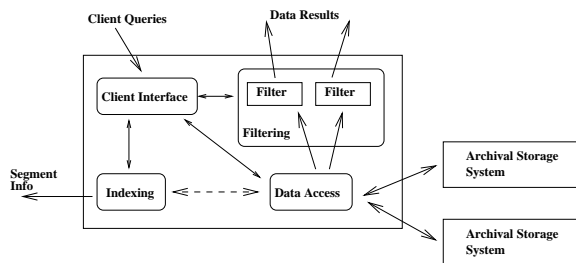 Client Queries
Data Results
Client Interface
Filter
Filter
Filtering
Segment
Info
Indexing
Data Access
Archival Storage
System
Archival Storage
System